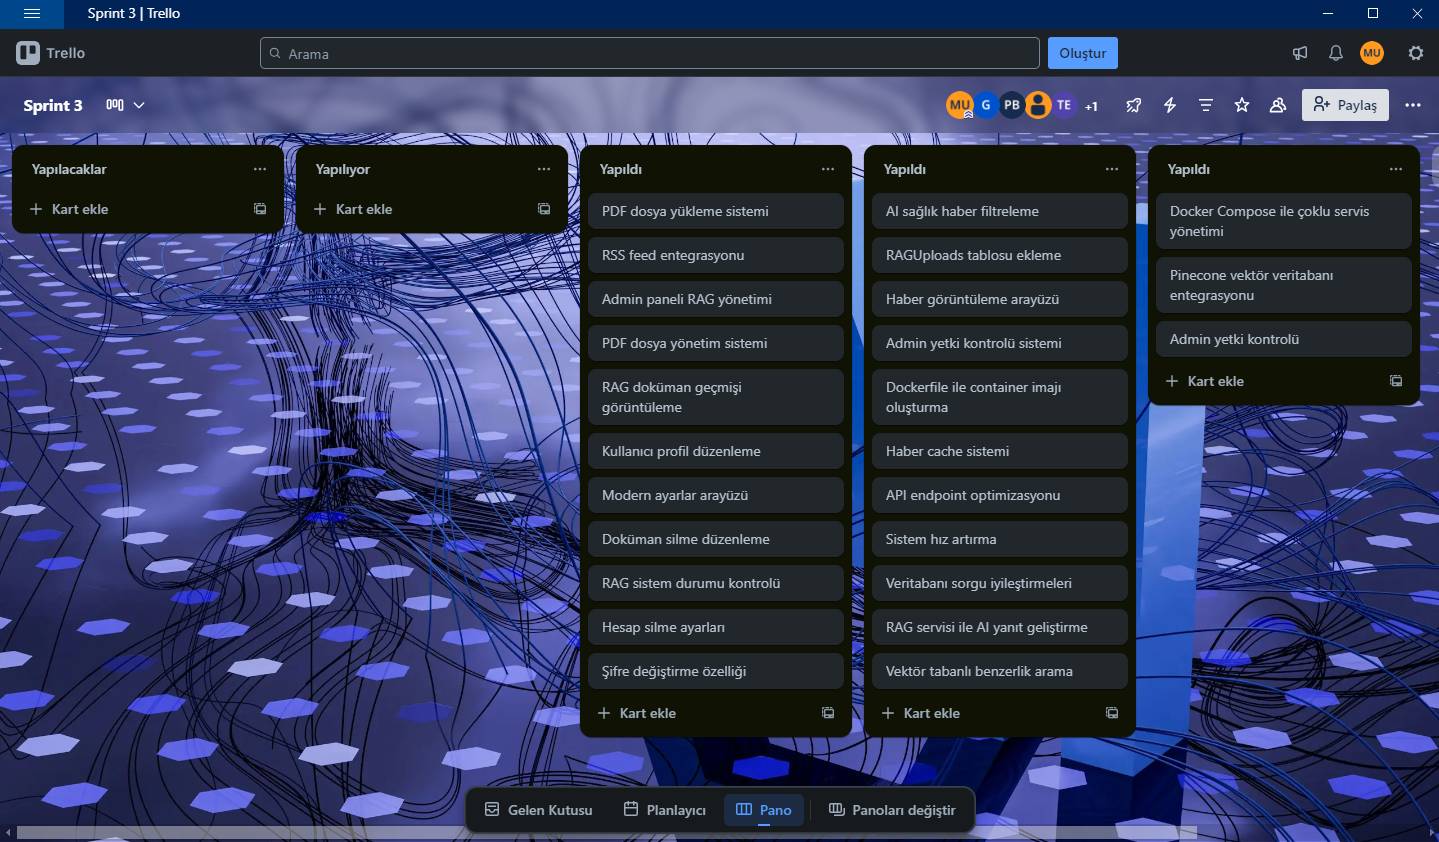 Sprint 3 | Trello
Trello
Arama
Oluştur
MU
Sprint 3
MU
G
PB
TE
+1
Paylaş
Yapılacaklar
Kart ekle
Yapılıyor
Kart ekle
Yapıldı
PDF dosya yükleme sistemi
RSS feed entegrasyonu
Admin paneli RAG yönetimi
PDF dosya yönetim sistemi
RAG doküman geçmişi
görüntüleme
Kullanıcı profil düzenleme
Modern ayarlar arayüzü
Doküman silme düzenleme
RAG sistem durumu kontrolü
Hesap silme ayarları
Şifre değiştirme özelliği
Kart ekle
Yapıldı
AI sağlık haber filtreleme
RAGUploads tablosu ekleme
Haber görüntüleme arayüzü
Admin yetki kontrolü sistemi
Dockerfile ile container imajı
oluşturma
Haber cache sistemi
API endpoint optimizasyonu
Sistem hız artırma
Veritabanı sorgu iyileştirmeleri
RAG servisi ile AI yanıt geliştirme
Vektör tabanlı benzerlik arama
Kart ekle
Yapıldı
Docker Compose ile çoklu servis
yönetimi
Pinecone vektör veritabanı
entegrasyonu
Admin yetki kontrolü
Kart ekle
Gelen Kutusu
Planlayıcı
Pano
Panoları değiştir